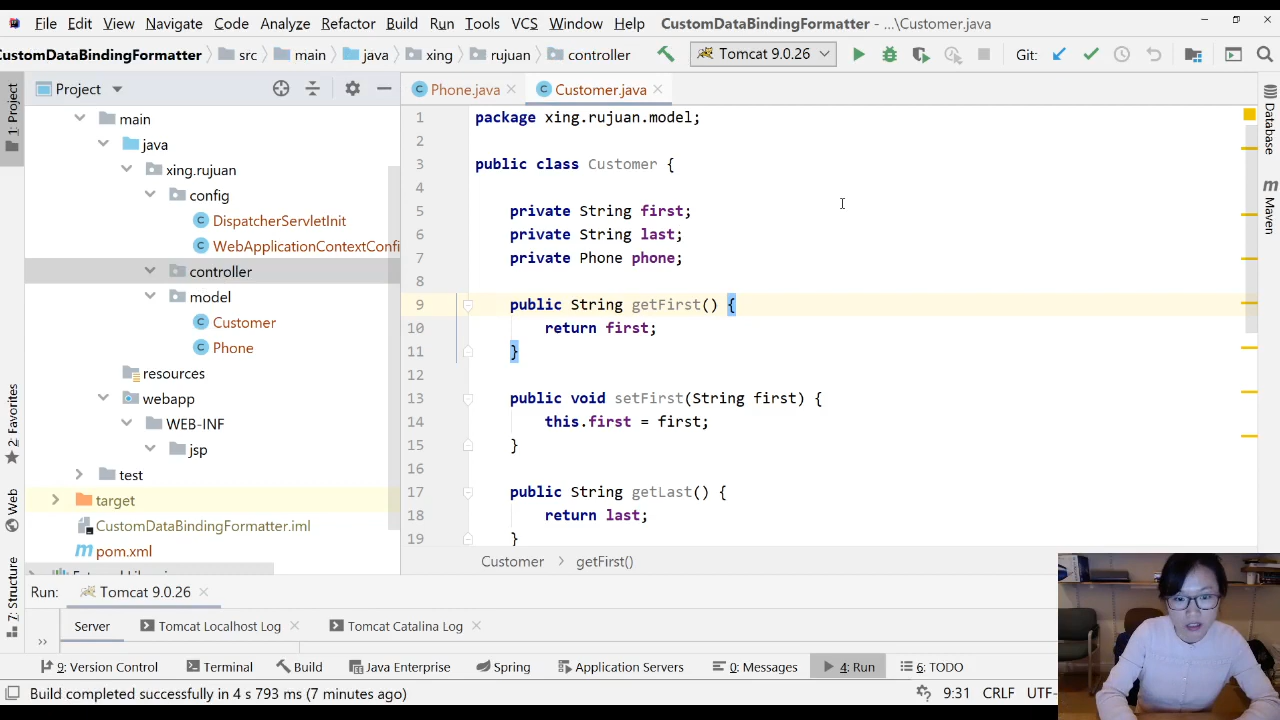 File Edit View Navigate Code Analyze Refactor Build Run Tools VCS Window Help CustomDataBindingFormatter - ...\Customer.java
CustomDataBindingFormatter src main java xing rujuan controller Tomcat 9.0.26 Git:
Project
Phone.java Customer.java
main
java
xing.rujuan
config
DispatcherServletInit
WebApplicationContextConfi
controller
model
Customer
Phone
resources
webapp
WEB-INF
jsp
test
target
CustomDataBindingFormatter.iml
pom.xml
1 package xing.rujuan.model;
2
3 public class Customer {
4
5 private String first;
6 private String last;
7 private Phone phone;
8
9 public String getFirst() {
10 return first;
11 }
12
13 public void setFirst(String first) {
14 this.first = first;
15 }
16
17 public String getLast() {
18 return last;
19 }
Customer > getFirst()
1: Project
2: Favorites
Web
7: Structure
Database
m Maven
Run: Tomcat 9.0.26
Server Tomcat Localhost Log Tomcat Catalina Log
9: Version Control Terminal Build Java Enterprise Spring Application Servers 0: Messages 4: Run 6: TODO
Build completed successfully in 4 s 793 ms (7 minutes ago) 9:31 CRLF UTF-